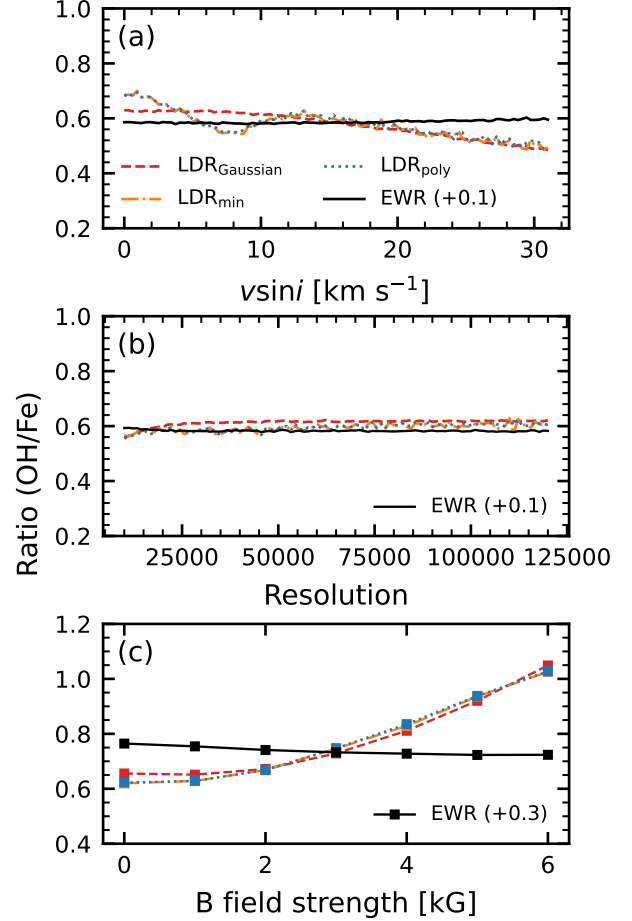 (a)
1.0
0.8
0.6
0.4
0.2
LDR_Gaussian
LDR_poly
LDR_min
EWR (+0.1)
0 10 20 30
vsini [km s⁻¹]
(b)
1.0
0.8
0.6
0.4
0.2
Ratio (OH/Fe)
EWR (+0.1)
25000 50000 75000 100000 125000
Resolution
(c)
1.2
1.0
0.8
0.6
0.4
EWR (+0.3)
0 2 4 6
B field strength [kG]